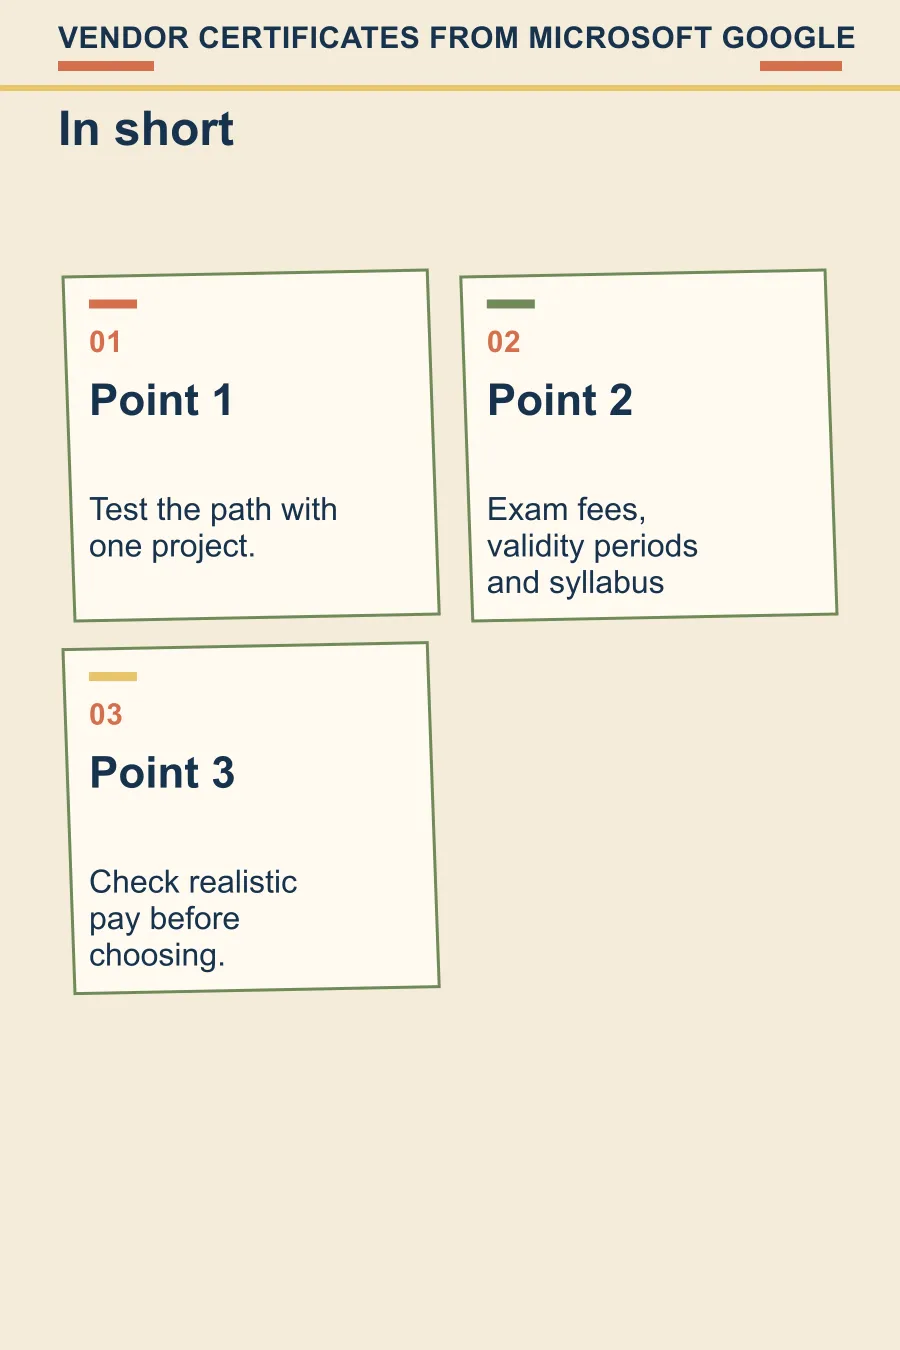 VENDOR CERTIFICATES FROM MICROSOFT GOOGLE
In short
01
Point 1
Test the path with
one project.
02
Point 2
Exam fees,
validity periods
and syllabus
03
Point 3
Check realistic
pay before
choosing.